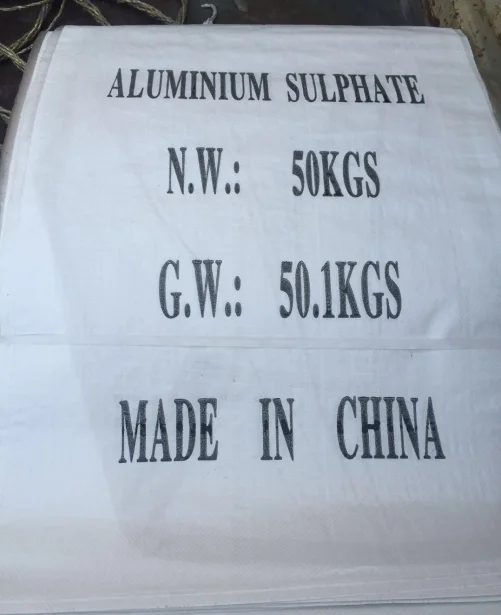 ALUMINIUM SULPHATE
N.W.: 50KGS
G.W.: 50.1KGS
MADE IN CHINA